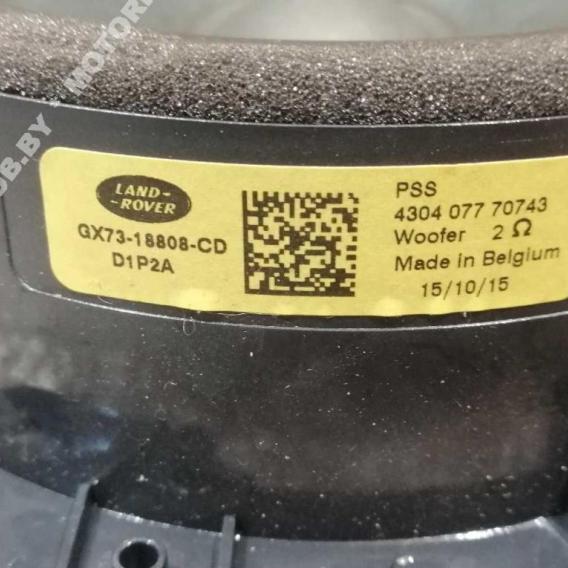 LAND-
-ROVER
GX73-18808-CD
D1P2A
PSS
4304 077 70743
Woofer 2 Ω
Made in Belgium
15/10/15